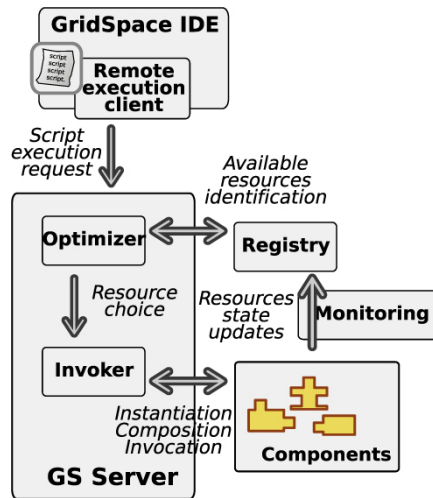 GridSpace IDE
script
script
script
script.
Remote
execution
client
Script
execution
request
Available
resources
identification
Optimizer
Registry
Resource
choice
Resources
state
updates
Monitoring
Invoker
Instantiation
Composition
Invocation
Components
GS Server